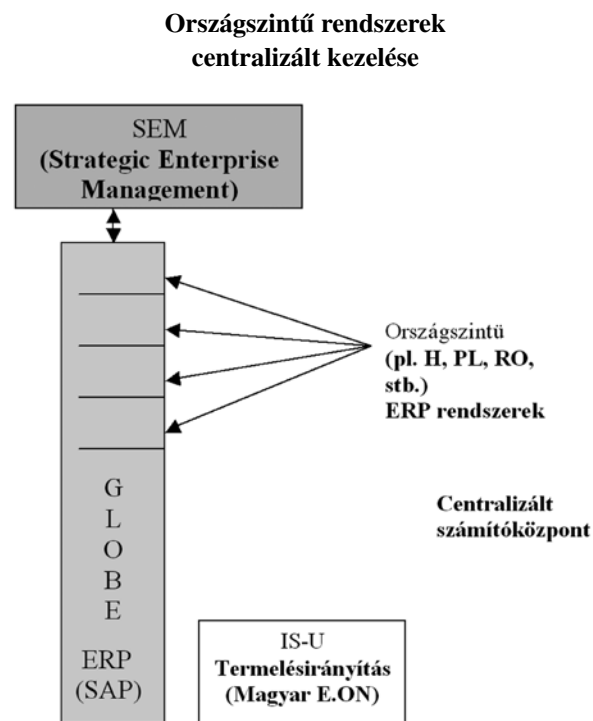 Országszintű rendszerek
centralizált kezelése
SEM
(Strategic Enterprise
Management)
Országszintü
(pl. H, PL, RO,
stb.)
ERP rendszerek
G
L
O
B
E
Centralizált
számítóközpont
ERP
(SAP)
IS-U
Termelésirányítás
(Magyar E.ON)